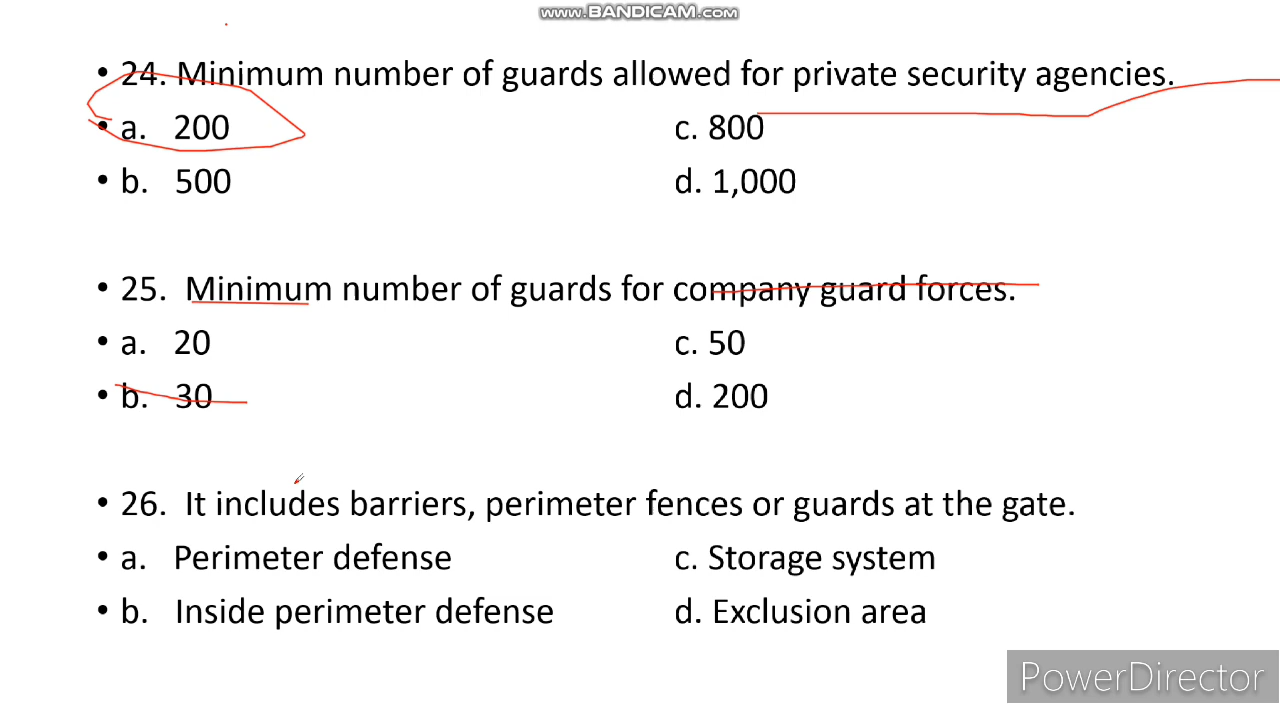 www.BANDICAM.com
• 24. Minimum number of guards allowed for private security agencies.
• a. 200 c. 800
• b. 500 d. 1,000
• 25. Minimum number of guards for company guard forces.
• a. 20 c. 50
• b. 30 d. 200
• 26. It includes barriers, perimeter fences or guards at the gate.
• a. Perimeter defense c. Storage system
• b. Inside perimeter defense d. Exclusion area
PowerDirector